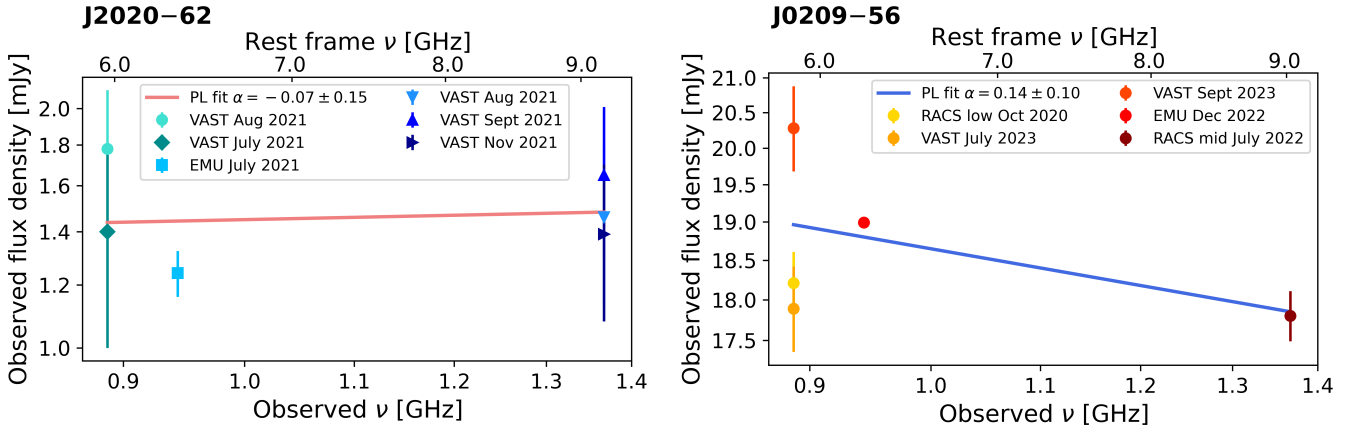 J2020−62
Rest frame ν [GHz]
6.0 7.0 8.0 9.0
Observed flux density [mJy]
2.0
1.8
1.6
1.4
1.2
1.0
PL fit α = −0.07 ± 0.15
VAST Aug 2021
VAST July 2021
EMU July 2021
VAST Aug 2021
VAST Sept 2021
VAST Nov 2021
0.9 1.0 1.1 1.2 1.3 1.4
Observed ν [GHz]
J0209−56
Rest frame ν [GHz]
6.0 7.0 8.0 9.0
Observed flux density [mJy]
21.0
20.5
20.0
19.5
19.0
18.5
18.0
17.5
PL fit α = 0.14 ± 0.10
RACS low Oct 2020
VAST July 2023
VAST Sept 2023
EMU Dec 2022
RACS mid July 2022
0.9 1.0 1.1 1.2 1.3 1.4
Observed ν [GHz]